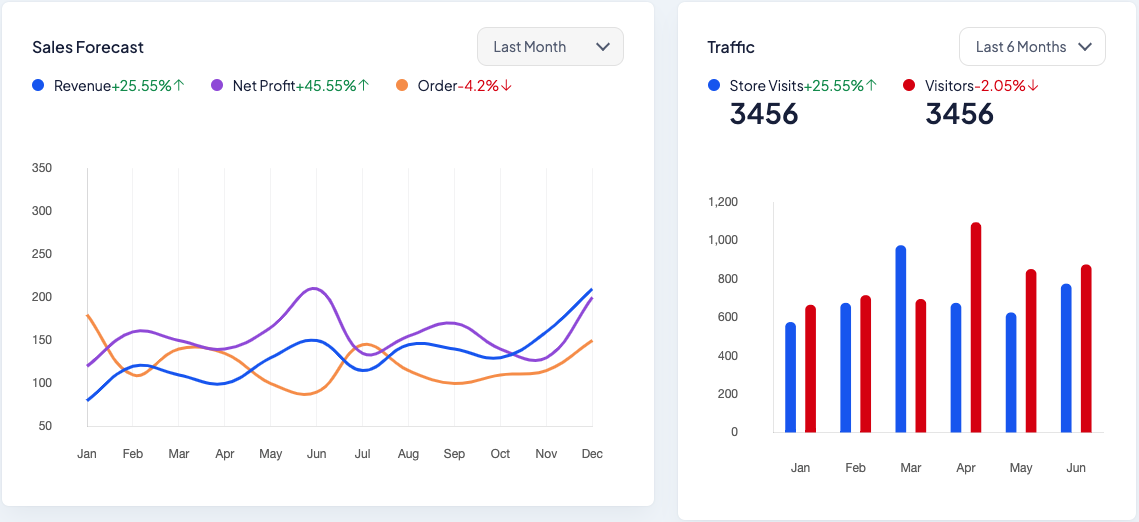 Sales Forecast
Last Month
Revenue+25.55%↑
Net Profit+45.55%↑
Order-4.2%↓
350
300
250
200
150
100
50
Jan Feb Mar Apr May Jun Jul Aug Sep Oct Nov Dec
Traffic
Last 6 Months
Store Visits+25.55%↑
3456
Visitors-2.05%↓
3456
1,200
1,000
800
600
400
200
0
Jan Feb Mar Apr May Jun